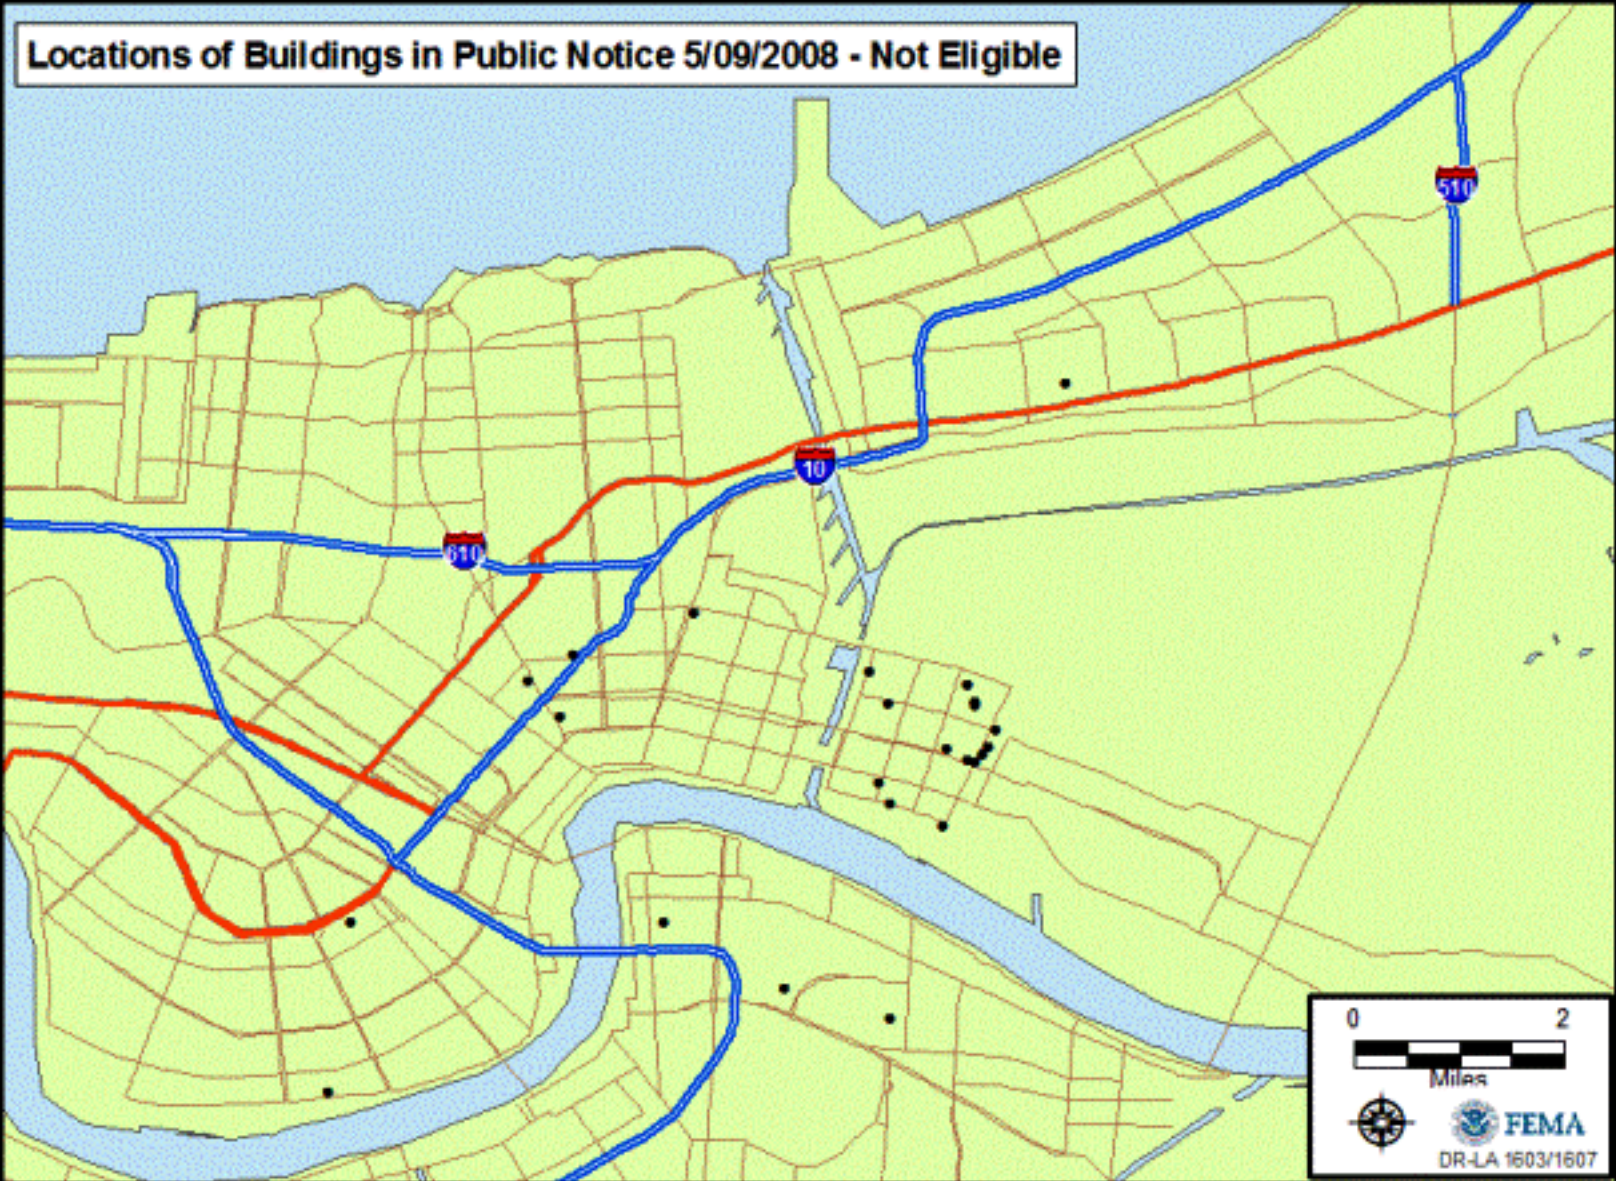 Locations of Buildings in Public Notice 5/09/2008 - Not Eligible
510
10
610
0 2
Miles
FEMA
DR-LA 1603/1607